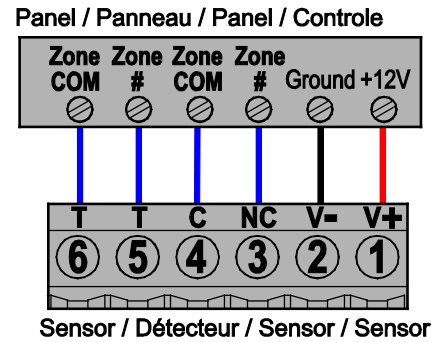 Panel / Panneau / Panel / Controle
Zone Zone Zone Zone
COM # COM # Ground +12V
T T C NC V- V+
6 5 4 3 2 1
Sensor / Détecteur / Sensor / Sensor